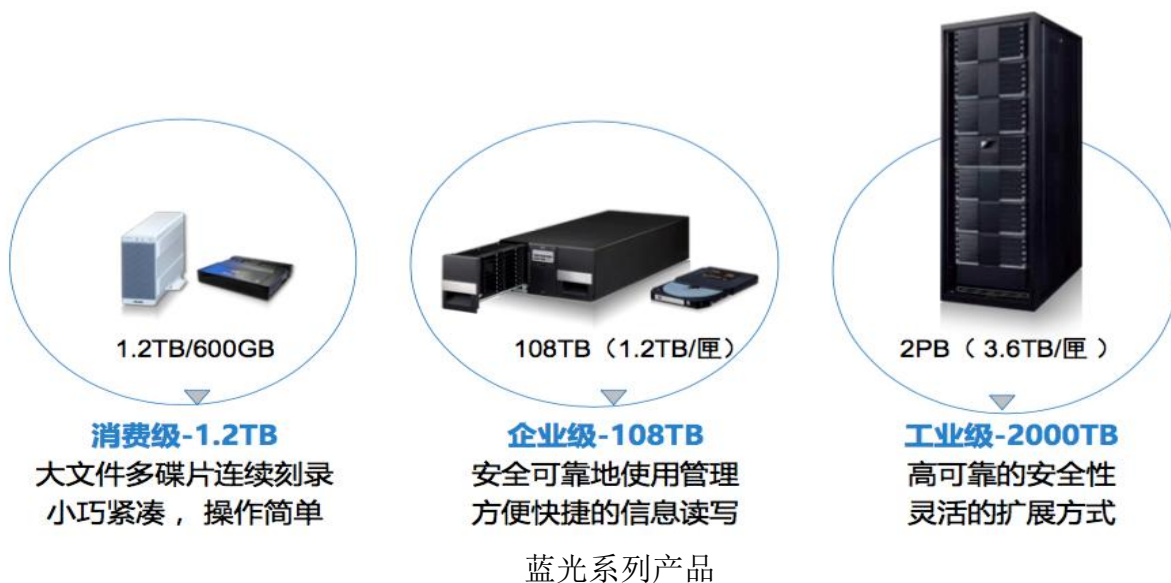 1.2TB/600GB
消费级-1.2TB
大文件多碟片连续刻录
小巧紧凑，操作简单
108TB（1.2TB/匣）
企业级-108TB
安全可靠地使用管理
方便快捷的信息读写
2PB（ 3.6TB/匣 ）
工业级-2000TB
高可靠的安全性
灵活的扩展方式
蓝光系列产品